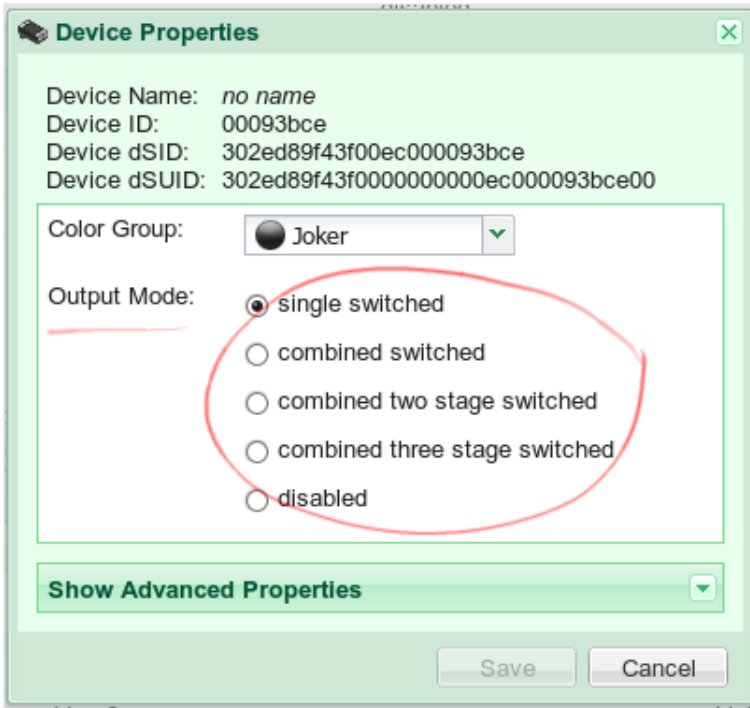 Device Properties
Device Name: no name
Device ID: 00093bce
Device dSID: 302ed89f43f00ec000093bce
Device dSUID: 302ed89f43f0000000000ec000093bce00
Color Group: Joker
Output Mode: single switched
combined switched
combined two stage switched
combined three stage switched
disabled
Show Advanced Properties
Save Cancel